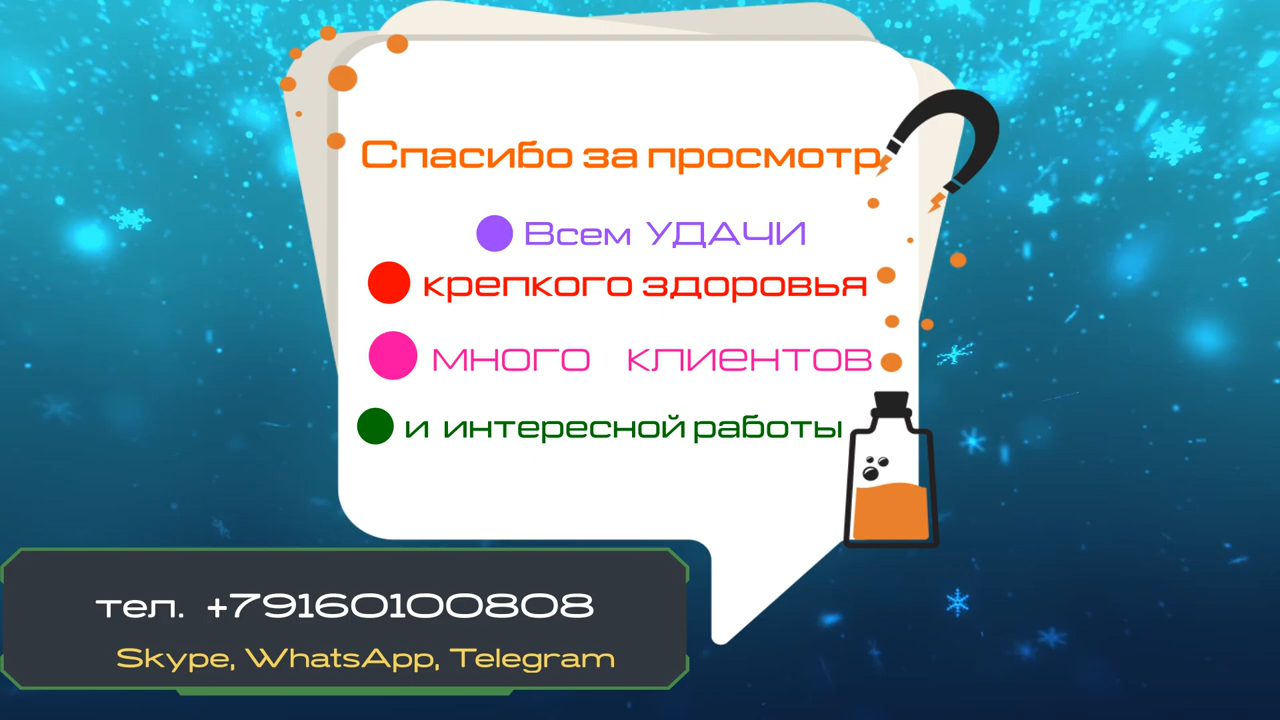 Спасибо за просмотр
Всем УДАЧИ
крепкого здоровья
много клиентов
и интересной работы
тел. +79160100808
Skype, WhatsApp, Telegram